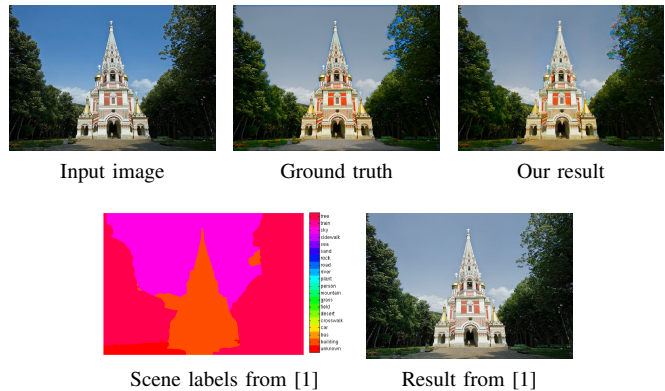 Input image
Ground truth
Our result
tree
train
sky
sidewalk
sea
sand
rock
road
river
plant
person
mountain
grass
field
desert
crosswalk
car
bus
building
unknown
Scene labels from [1]
Result from [1]